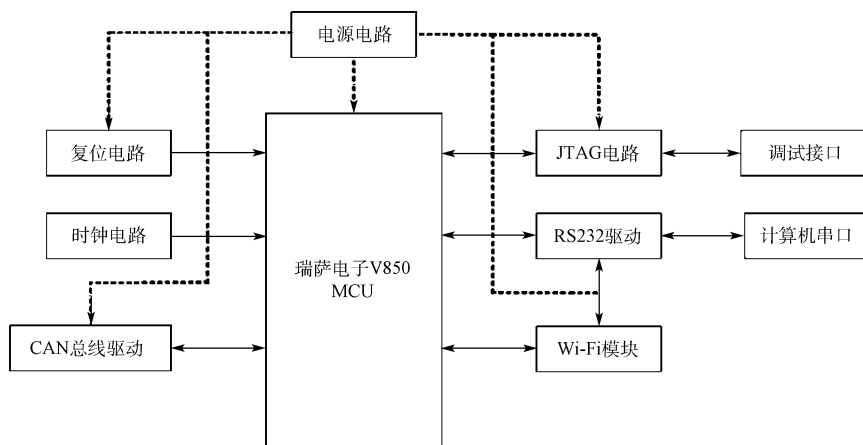 电源电路
复位电路
JTAG电路
调试接口
时钟电路
RS232驱动
计算机串口
瑞萨电子V850
MCU
CAN总线驱动
Wi-Fi模块